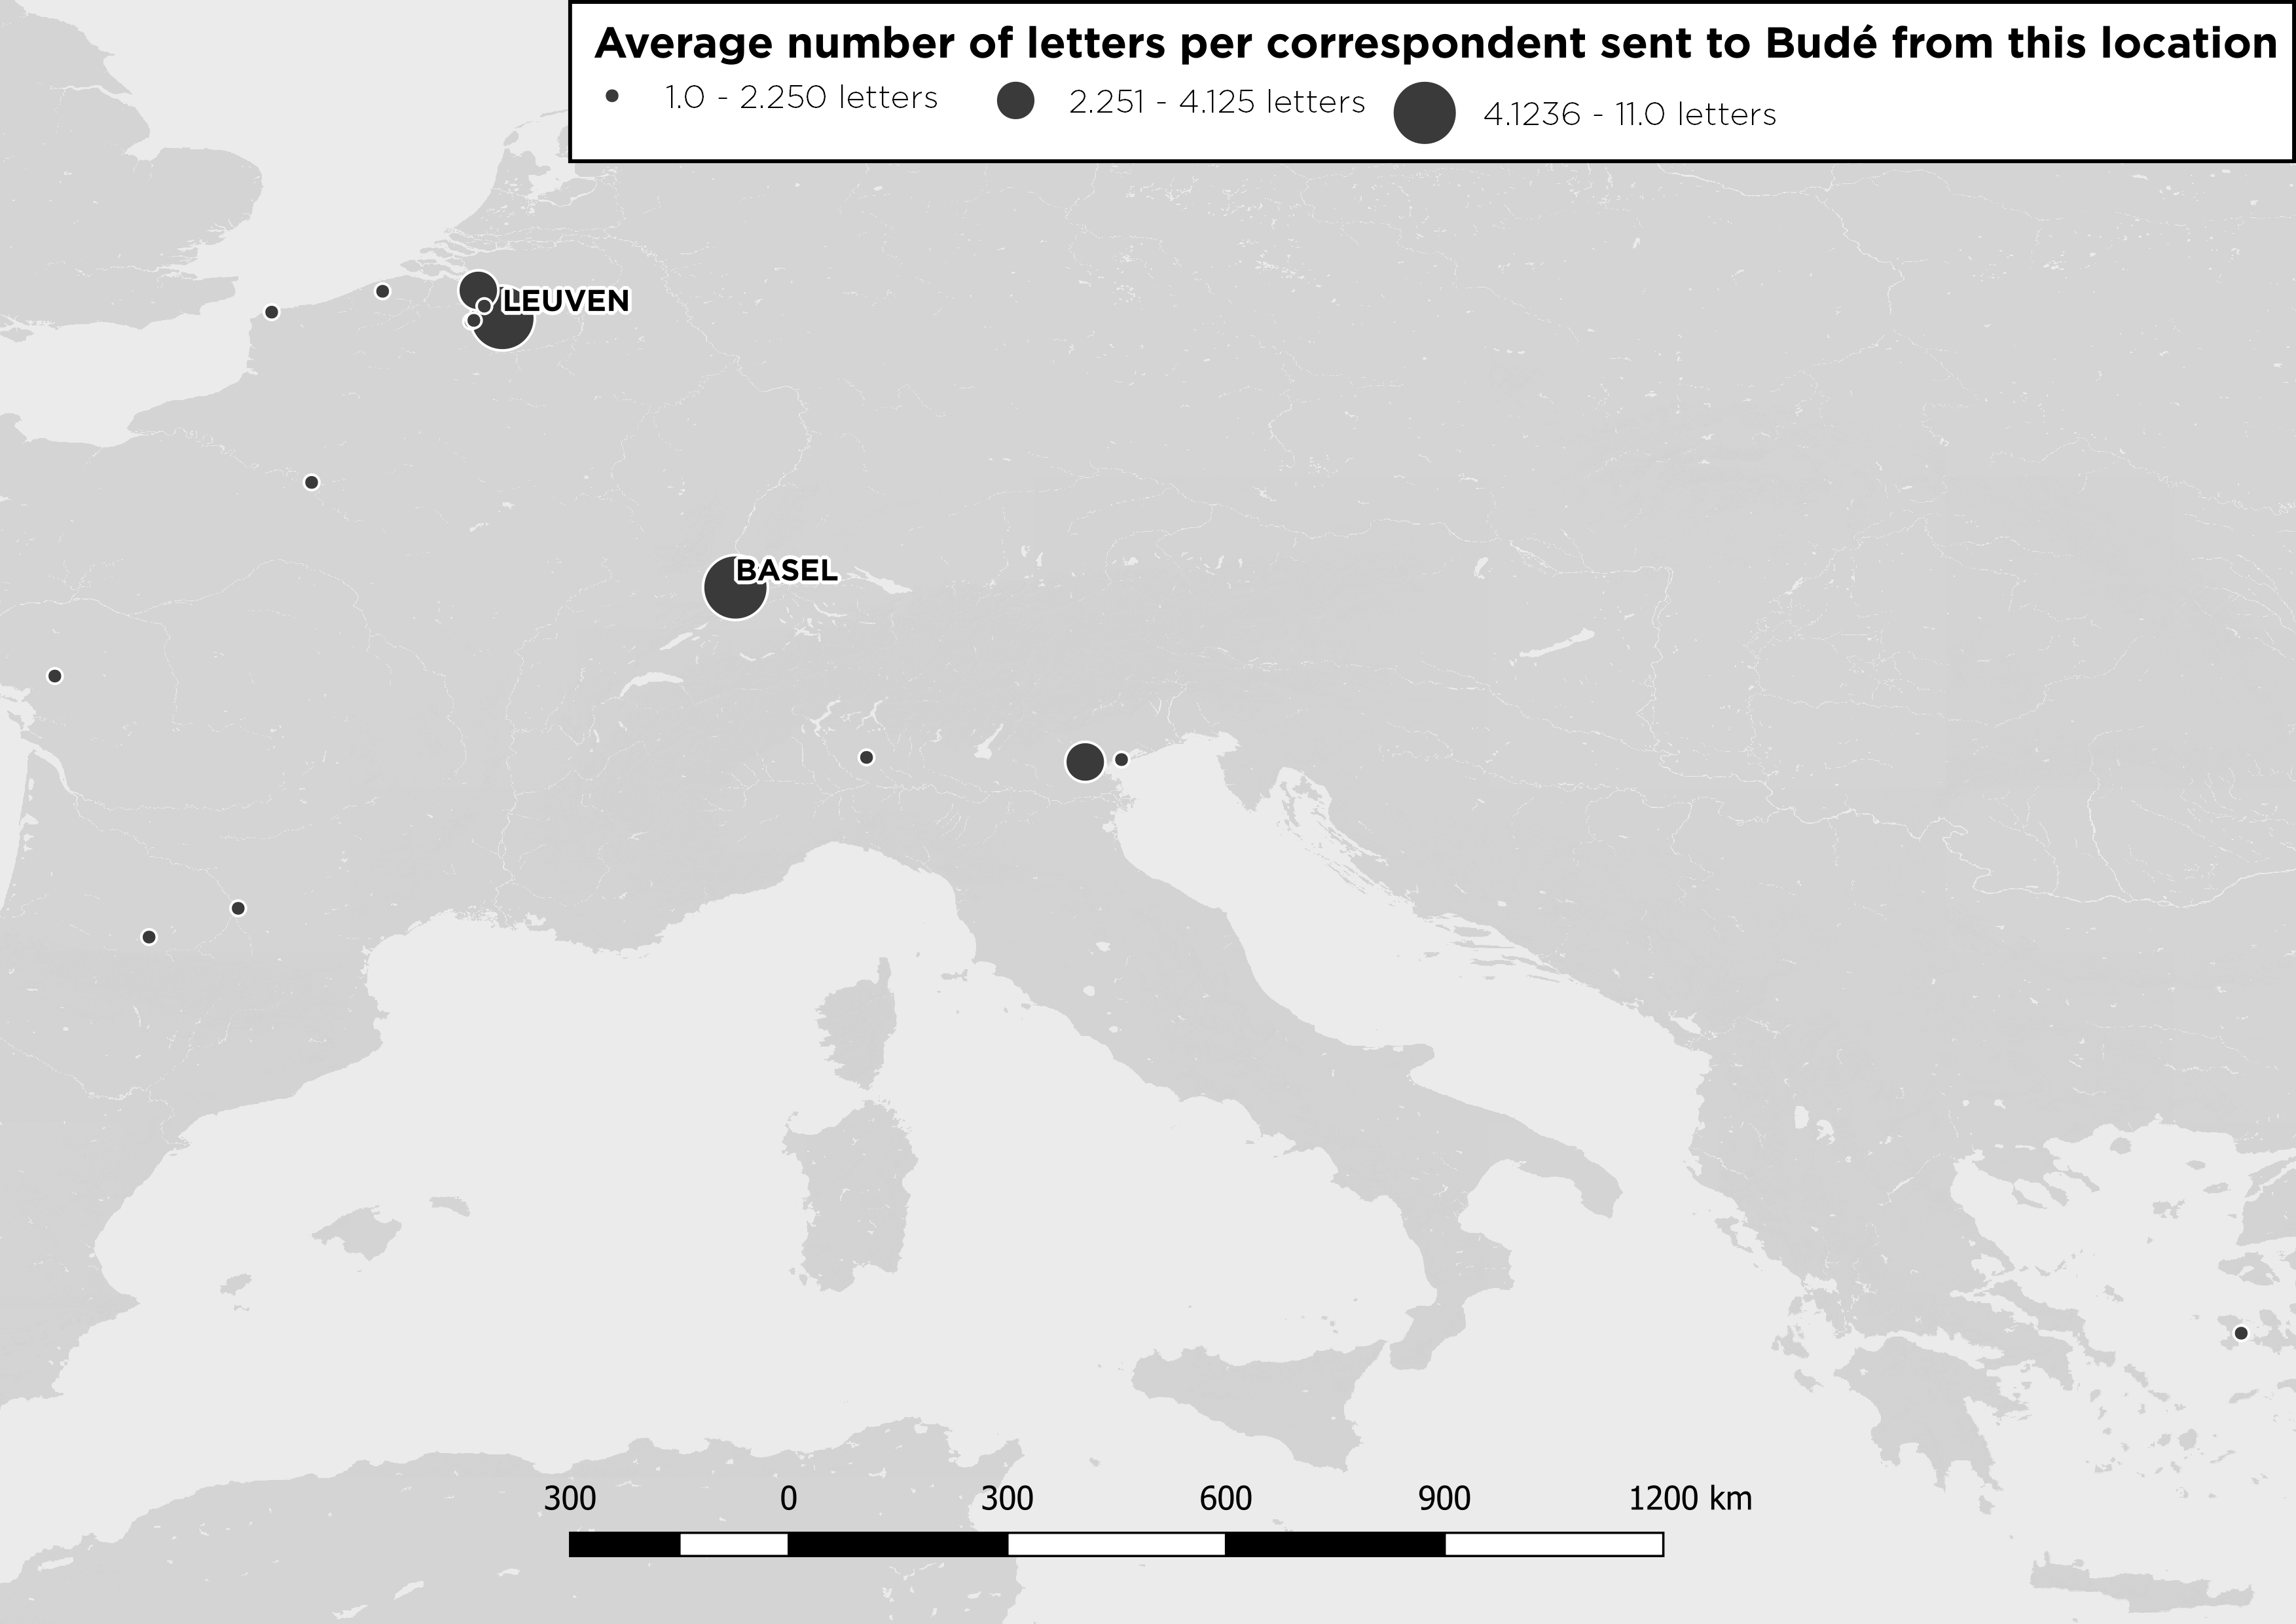 Average number of letters per correspondent sent to Budé from this location
1.0 - 2.250 letters 2.251 - 4.125 letters 4.1236 - 11.0 letters
LEUVEN
BASEL
300 0 300 600 900 1200 km